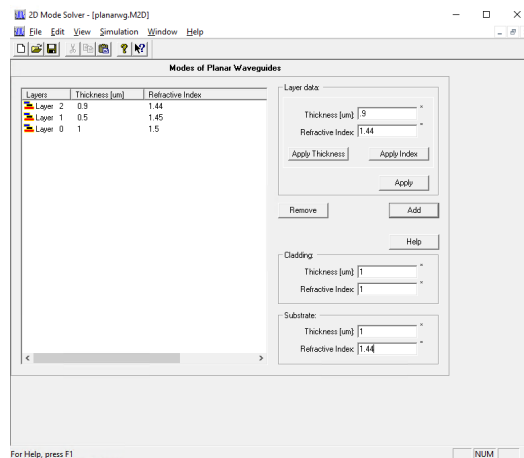 2D Mode Solver - [planarwg.M2D]
File Edit View Simulation Window Help
Modes of Planar Waveguides
Layers Thickness (um) Refractive Index
Layer 2 0.9 1.44
Layer 1 0.5 1.45
Layer 0 1 1.5
Layer data:
Thickness (um): .9 *
Refractive Index: 1.44 *
Apply Thickness Apply Index
Apply
Remove Add
Help
Cladding:
Thickness (um): 1 *
Refractive Index: 1 *
Substrate:
Thickness (um): 1 *
Refractive Index: 1.44 *
For Help, press F1 NUM